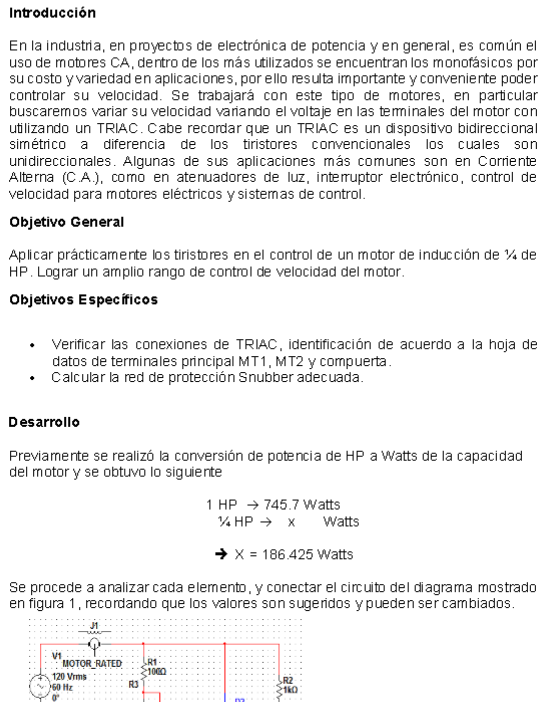 Introducción
En la industria, en proyectos de electrónica de potencia y en general, es común el
uso de motores CA, dentro de los más utilizados se encuentran los monofásicos por
su costo y variedad en aplicaciones, por ello resulta importante y conveniente poder
controlar su velocidad. Se trabajará con este tipo de motores, en particular
buscaremos variar su velocidad variando el voltaje en las terminales del motor con
utilizando un TRIAC. Cabe recordar que un TRIAC es un dispositivo bidireccional
simétrico a diferencia de los tiristores convencionales los cuales son
unidireccionales. Algunas de sus aplicaciones más comunes son en Corriente
Alterna (C.A.), como en atenuadores de luz, interruptor electrónico, control de
velocidad para motores eléctricos y sistemas de control.
Objetivo General
Aplicar prácticamente los tiristores en el control de un motor de inducción de ¼ de
HP. Lograr un amplio rango de control de velocidad del motor.
Objetivos Específicos
• Verificar las conexiones de TRIAC, identificación de acuerdo a la hoja de
datos de terminales principal MT1, MT2 y compuerta.
• Calcular la red de protección Snubber adecuada.
Desarrollo
Previamente se realizó la conversión de potencia de HP a Watts de la capacidad
del motor y se obtuvo lo siguiente
1 HP → 745.7 Watts
¼ HP → x Watts
➔ X = 186.425 Watts
Se procede a analizar cada elemento, y conectar el circuito del diagrama mostrado
en figura 1, recordando que los valores son sugeridos y pueden ser cambiados.
J1
V1
MOTOR_RATED
R1
120 Vrms
100Ω
60 Hz
R3
R2
0°
1kΩ